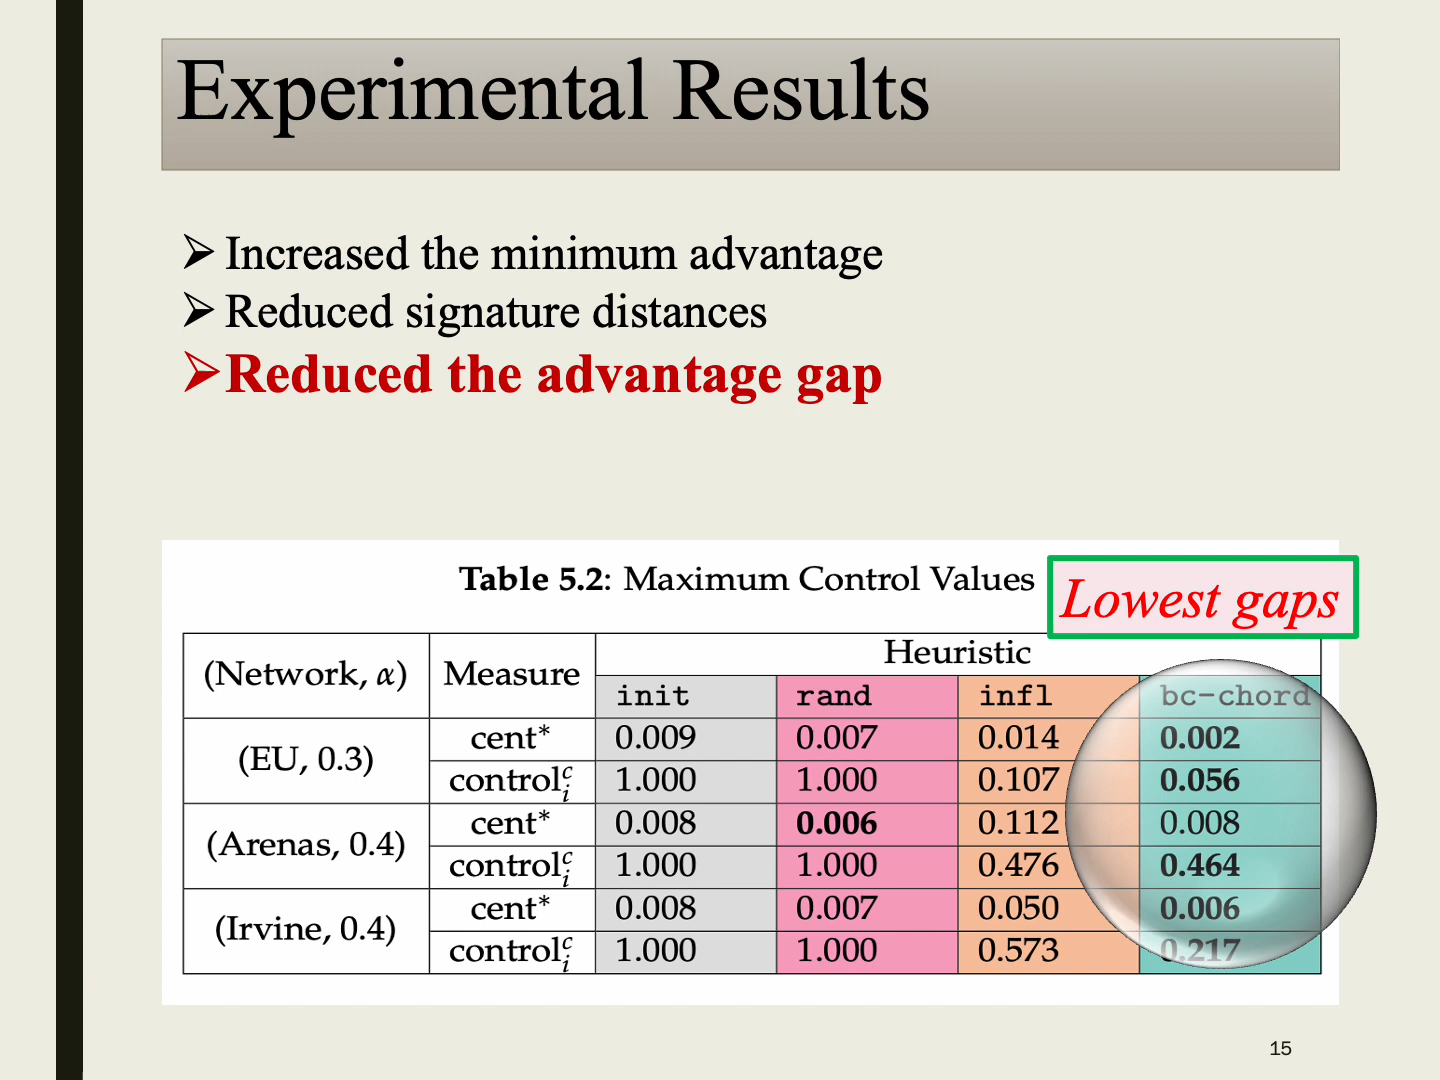 Experimental Results
➢ Increased the minimum advantage
➢ Reduced signature distances
➢ Reduced the advantage gap
Table 5.2: Maximum Control Values
Lowest gaps
(Network, α) Measure Heuristic
init rand infl bc-chord
(EU, 0.3) cent* 0.009 0.007 0.014 0.002
control_i^c 1.000 1.000 0.107 0.056
(Arenas, 0.4) cent* 0.008 0.006 0.112 0.008
control_i^c 1.000 1.000 0.476 0.464
(Irvine, 0.4) cent* 0.008 0.007 0.050 0.006
control_i^c 1.000 1.000 0.573 0.217
15